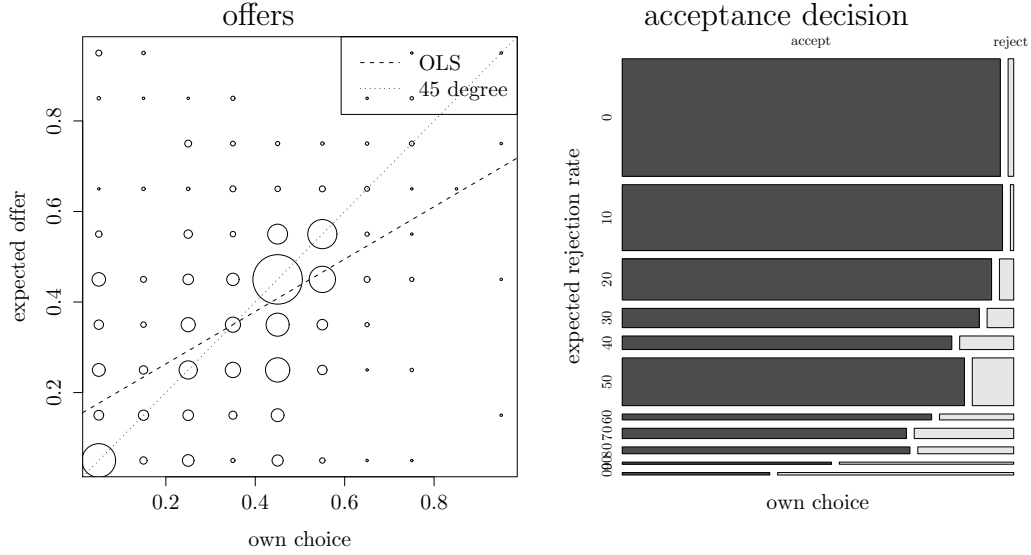 offers
OLS
45 degree
0.2
0.4
0.6
0.8
expected offer
0.2 0.4 0.6 0.8
own choice
acceptance decision
accept reject
expected rejection rate
0
10
20
30
40
50
60
70
80
own choice